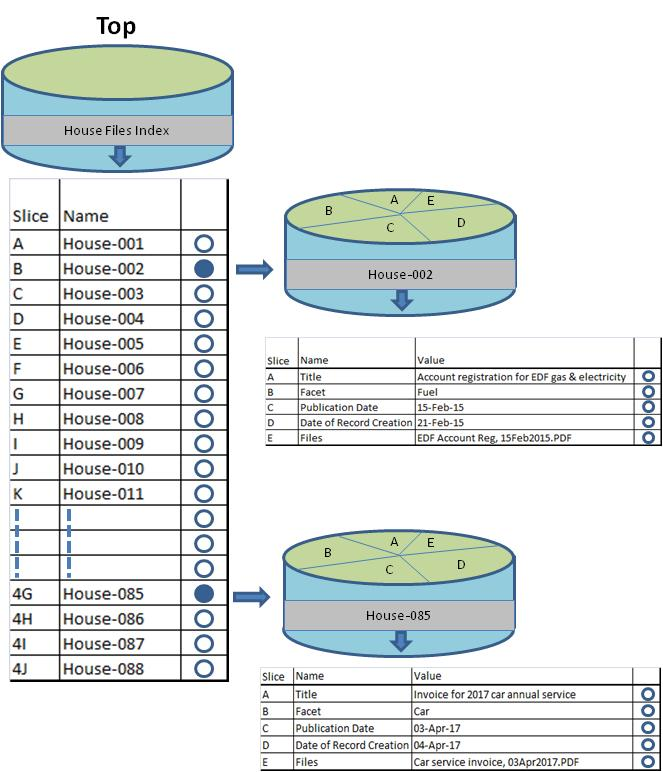 Top
House Files Index
Slice Name
A House-001
B House-002
C House-003
D House-004
E House-005
F House-006
G House-007
H House-008
I House-009
J House-010
K House-011
4G House-085
4H House-086
4I House-087
4J House-088
A E
B D
C
House-002
Slice Name Value
A Title Account registration for EDF gas & electricity
B Facet Fuel
C Publication Date 15-Feb-15
D Date of Record Creation 21-Feb-15
E Files EDF Account Reg, 15Feb2015.PDF
A E
B D
C
House-085
Slice Name Value
A Title Invoice for 2017 car annual service
B Facet Car
C Publication Date 03-Apr-17
D Date of Record Creation 04-Apr-17
E Files Car service invoice, 03Apr2017.PDF